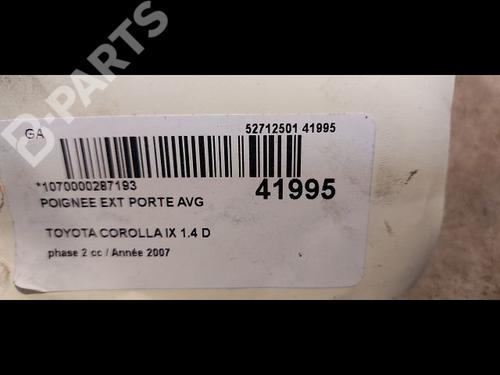 D-PARTS
GA
52712501 41995
*1070000287193
41995
POIGNEE EXT PORTE AVG
TOYOTA COROLLA IX 1.4 D
phase 2 cc / Année 2007